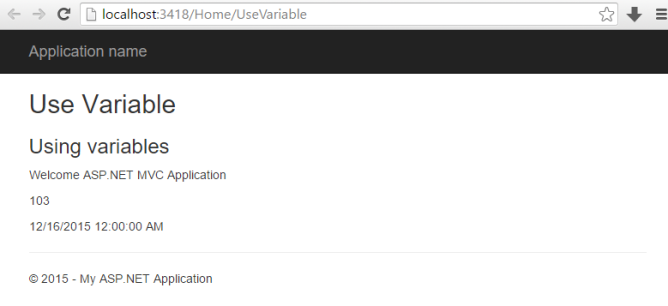 localhost:3418/Home/UseVariable
Application name
Use Variable
Using variables
Welcome ASP.NET MVC Application
103
12/16/2015 12:00:00 AM
© 2015 - My ASP.NET Application